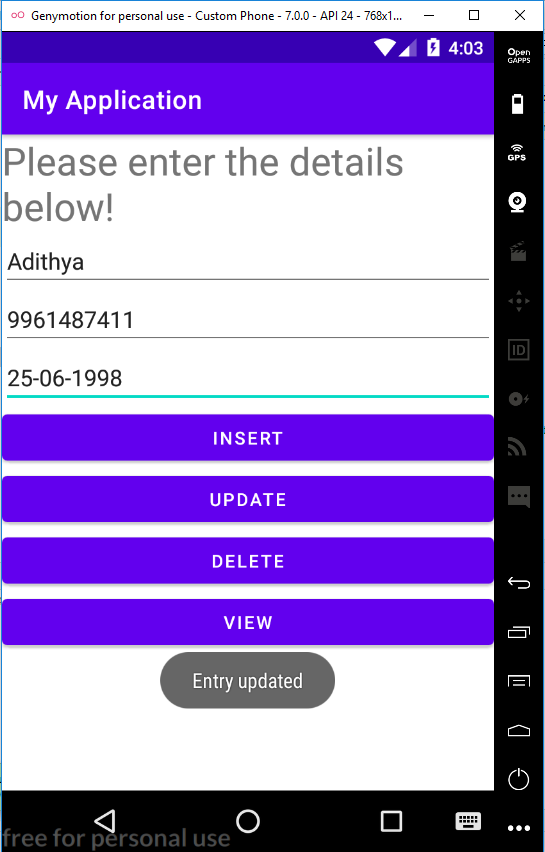 Genymotion for personal use - Custom Phone - 7.0.0 - API 24 - 768x1...
4:03
Open
GAPPS
My Application
GPS
Please enter the details
below!
Adithya
9961487411
ID
25-06-1998
INSERT
UPDATE
DELETE
VIEW
Entry updated
free for personal use